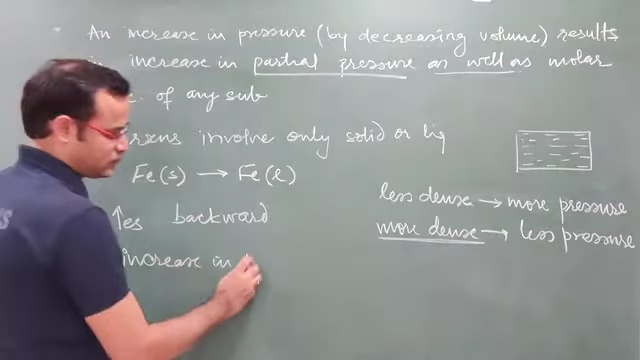 An increase in pressure (by decreasing volume) results
increase in partial pressure as well as molar
. of any sub
involve only solid or liq
Fe(s) → Fe(l)
↑es backward
increase in
less dense → more pressure
more dense → less pressure